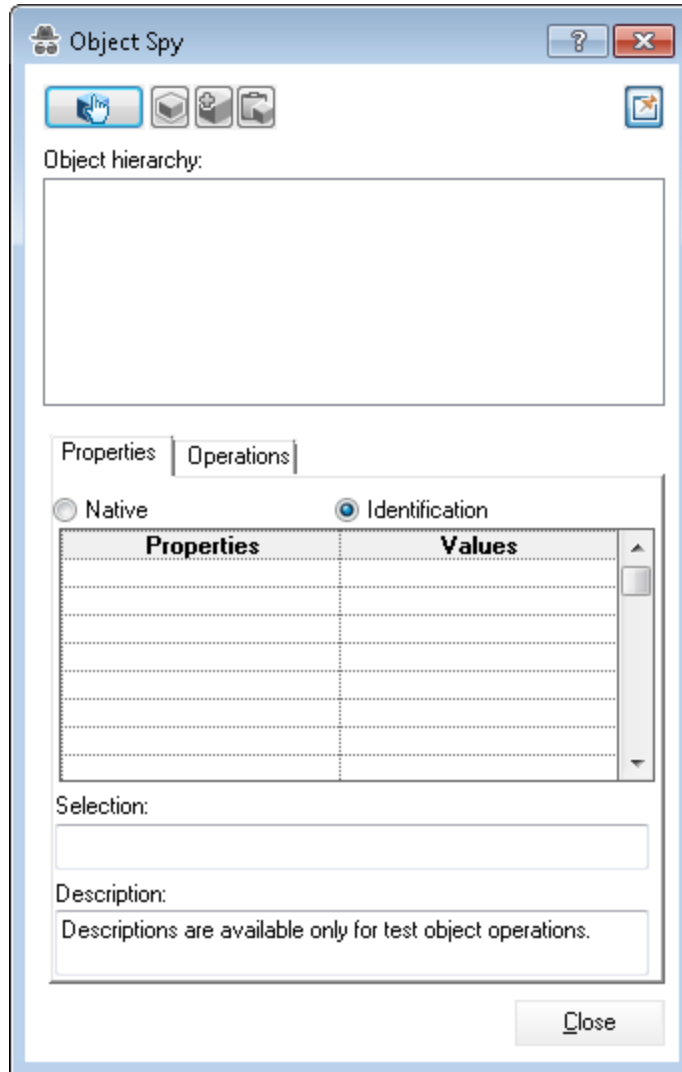 Object Spy
?
Object hierarchy:
Properties
Operations
Native
Identification
Properties Values
Selection:
Description:
Descriptions are available only for test object operations.
Close